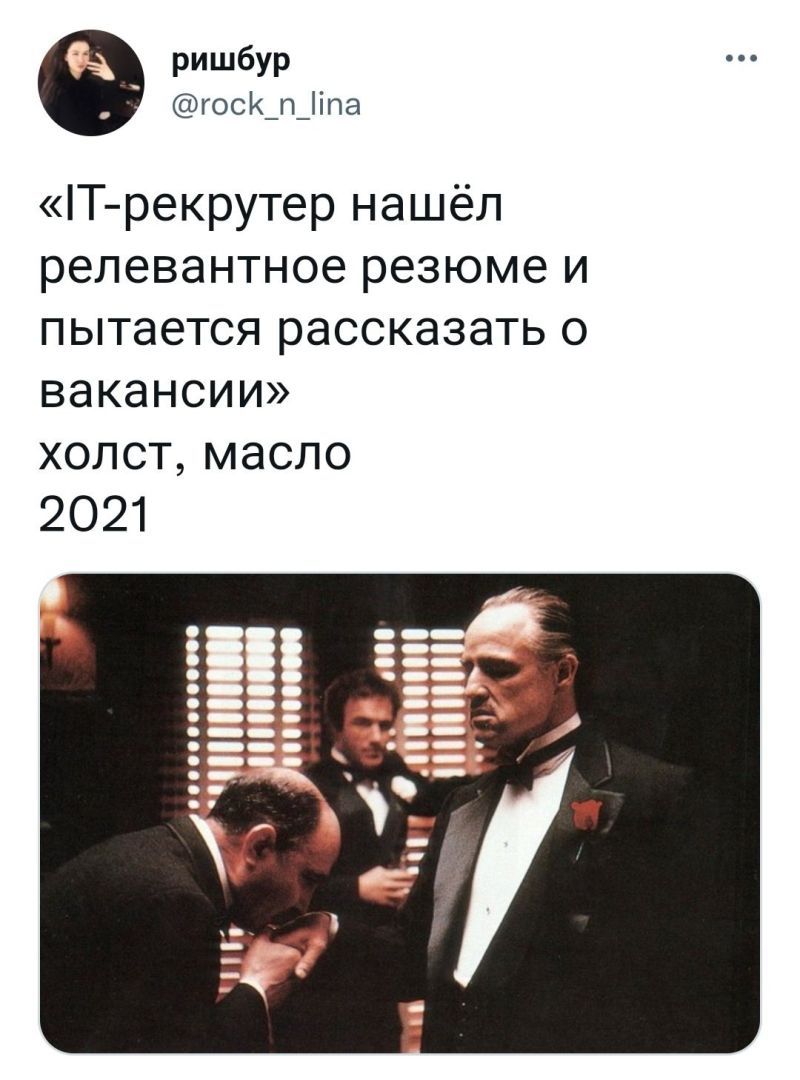 ришбур
@rock_n_lina
«IT-рекрутер нашёл
релевантное резюме и
пытается рассказать о
вакансии»
холст, масло
2021